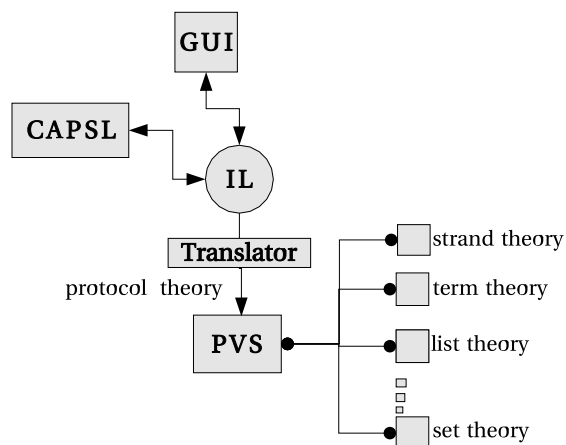 GUI
CAPSL
IL
Translator
protocol theory
PVS
strand theory
term theory
list theory
set theory